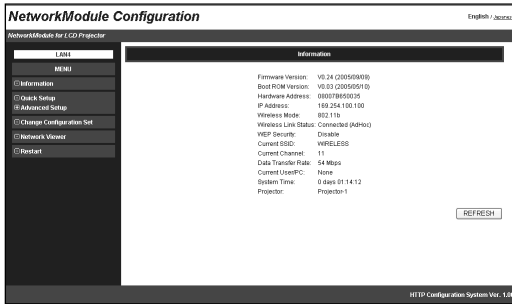 NetworkModule Configuration
English / Japanese
NetworkModule for LCD Projector
LAN4
MENU
Information
Quick Setup
Advanced Setup
Change Configuration Set
Network Viewer
Restart
Information
Firmware Version: V0.24 (2005/09/09)
Boot ROM Version: V0.03 (2005/05/10)
Hardware Address: 08007B650035
IP Address: 169.254.100.100
Wireless Mode: 802.11b
Wireless Link Status: Connected (AdHoc)
WEP Security: Disable
Current SSID: WIRELESS
Current Channel: 11
Data Transfer Rate: 54 Mbps
Current User/PC: None
System Time: 0 days 01:14:12
Projector: Projector-1
REFRESH
HTTP Configuration System Ver. 1.00